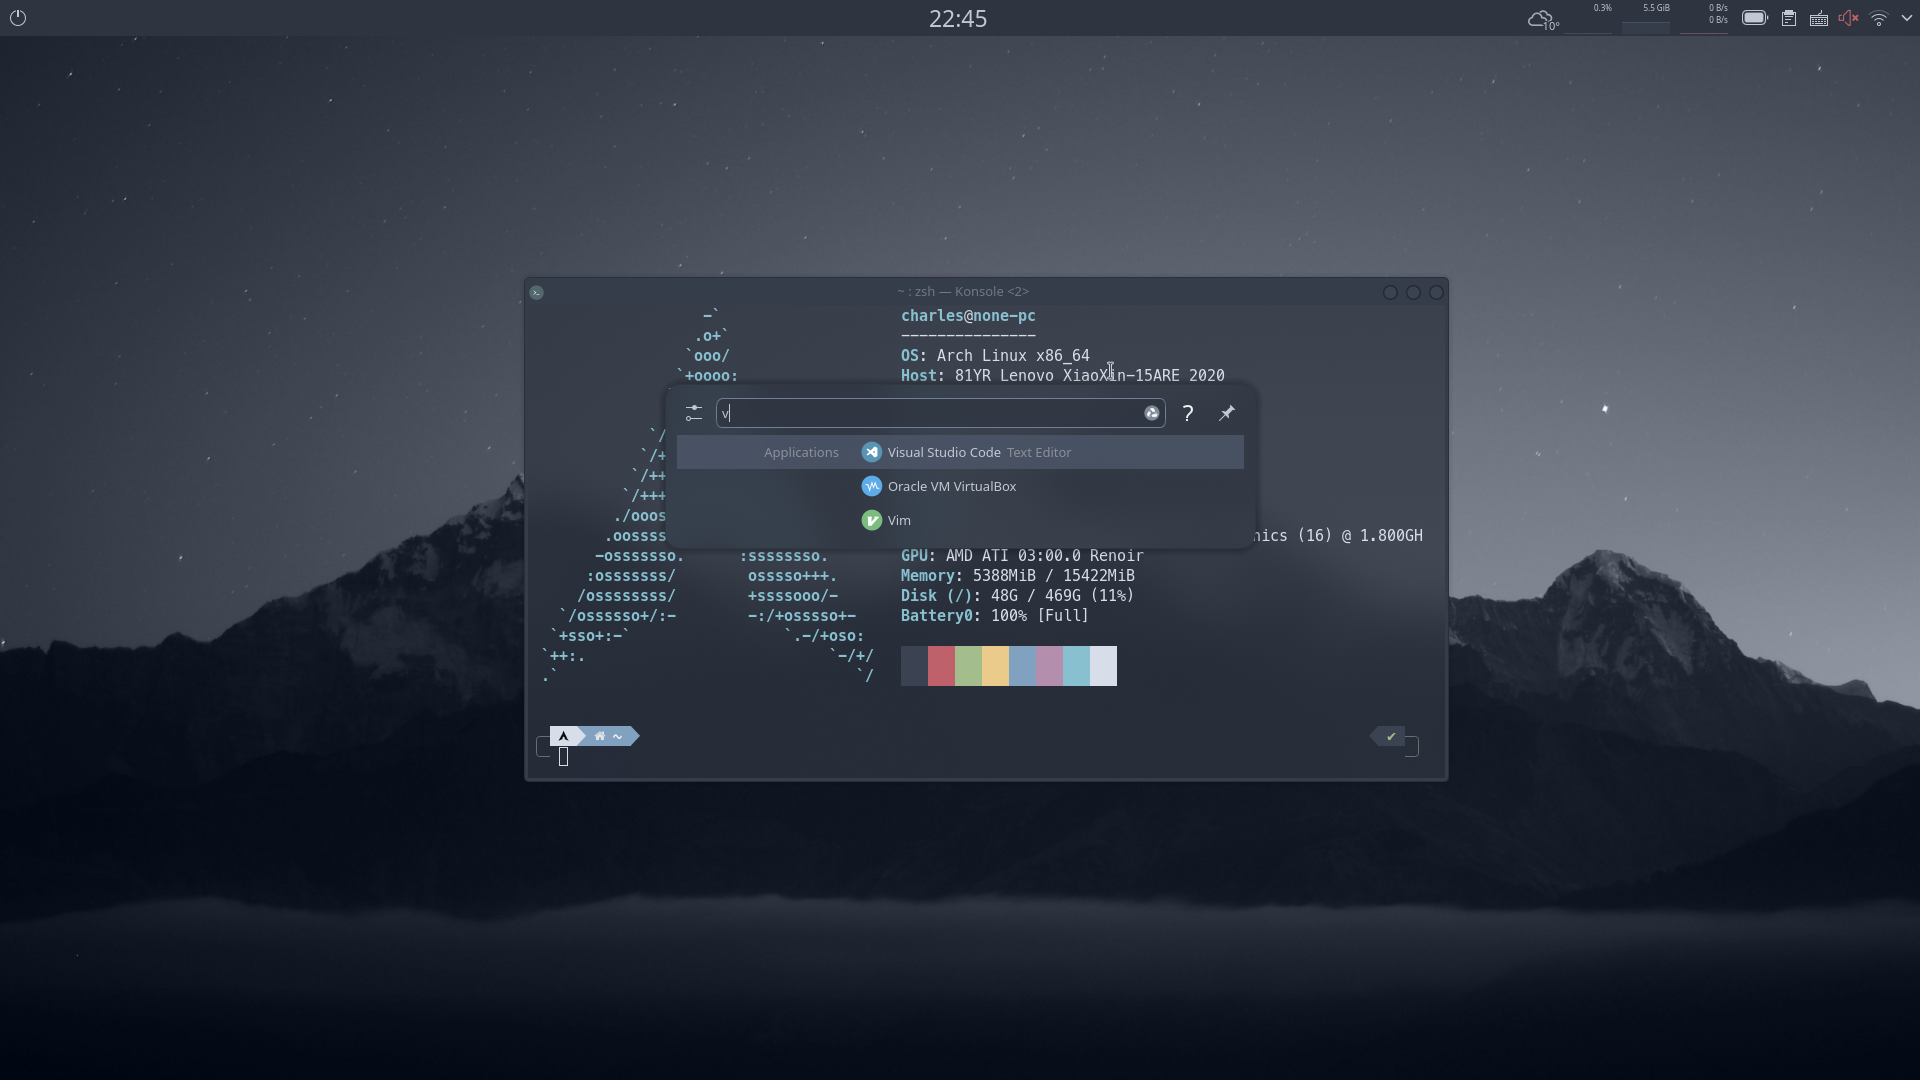 22:45
10°
0.3%
5.5 GiB
0 B/s
0 B/s
~ : zsh — Konsole <2>
-`
.o+`
`ooo/
`+oooo:
charles@none-pc
---------------
OS: Arch Linux x86_64
Host: 81YR Lenovo XiaoXin-15ARE 2020
v
?
Applications
Visual Studio Code Text Editor
Oracle VM VirtualBox
Vim
`/
`/+
`/++
`/+++
./ooos
.oossss
-osssssso.      :ssssssso.
:osssssss/        osssso+++.
/ossssssss/        +ssssooo/-
`/ossssso+/:-        -:/+osssso+-
`+sso+:-`                 `.-/+oso:
`++:.                           `-/+/
.`                                 `/
hics (16) @ 1.800GH
GPU: AMD ATI 03:00.0 Renoir
Memory: 5388MiB / 15422MiB
Disk (/): 48G / 469G (11%)
Battery0: 100% [Full]
~
✔